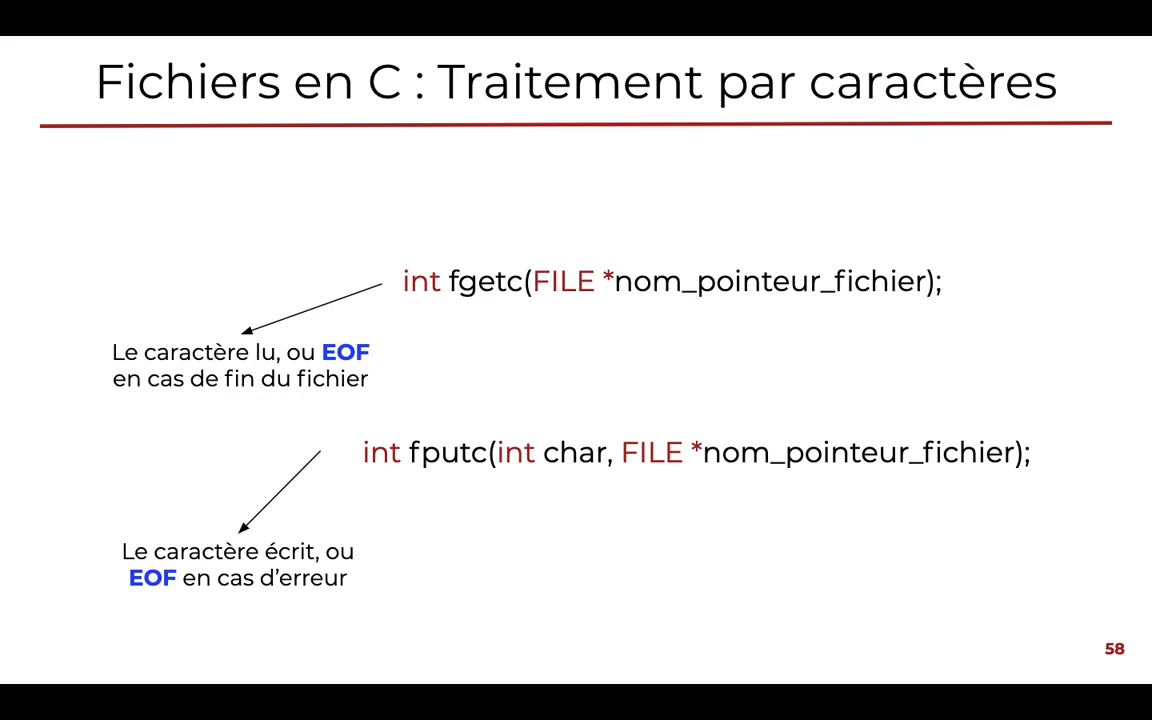 Fichiers en C : Traitement par caractères
int fgetc(FILE *nom_pointeur_fichier);
Le caractère lu, ou EOF
en cas de fin du fichier
int fputc(int char, FILE *nom_pointeur_fichier);
Le caractère écrit, ou
EOF en cas d’erreur
58